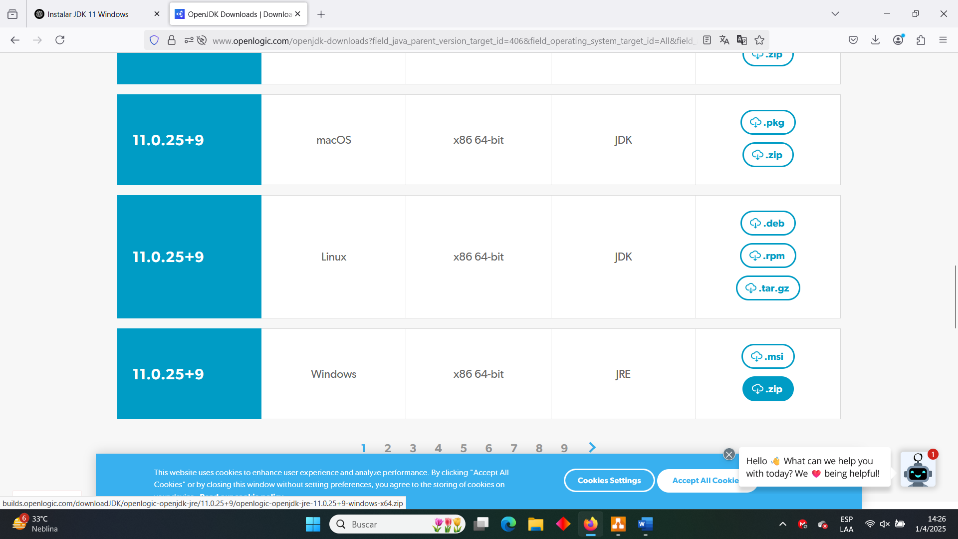 Instalar JDK 11 Windows
OpenJDK Downloads | Downloa
www.openlogic.com/openjdk-downloads?field_java_parent_version_target_id=406&field_operating_system_target_id=All&field_
.zip
11.0.25+9
macOS
x86 64-bit
JDK
.pkg
.zip
11.0.25+9
Linux
x86 64-bit
JDK
.deb
.rpm
.tar.gz
11.0.25+9
Windows
x86 64-bit
JRE
.msi
.zip
1 2 3 4 5 6 7 8 9
This website uses cookies to enhance user experience and analyze performance. By clicking "Accept All
Cookies" or by closing this window without setting preferences, you agree to the storing of cookies on
Cookies Settings
Accept All Cookie
Hello 👋 What can we help you
with today? We ❤️ being helpful!
1
builds.openlogic.com/downloadJDK/openlogic-openjdk-jre/11.0.25+9/openlogic-openjdk-jre-11.0.25+9-windows-x64.zip
6
33°C
Neblina
Buscar
ESP
LAA
14:26
1/4/2025